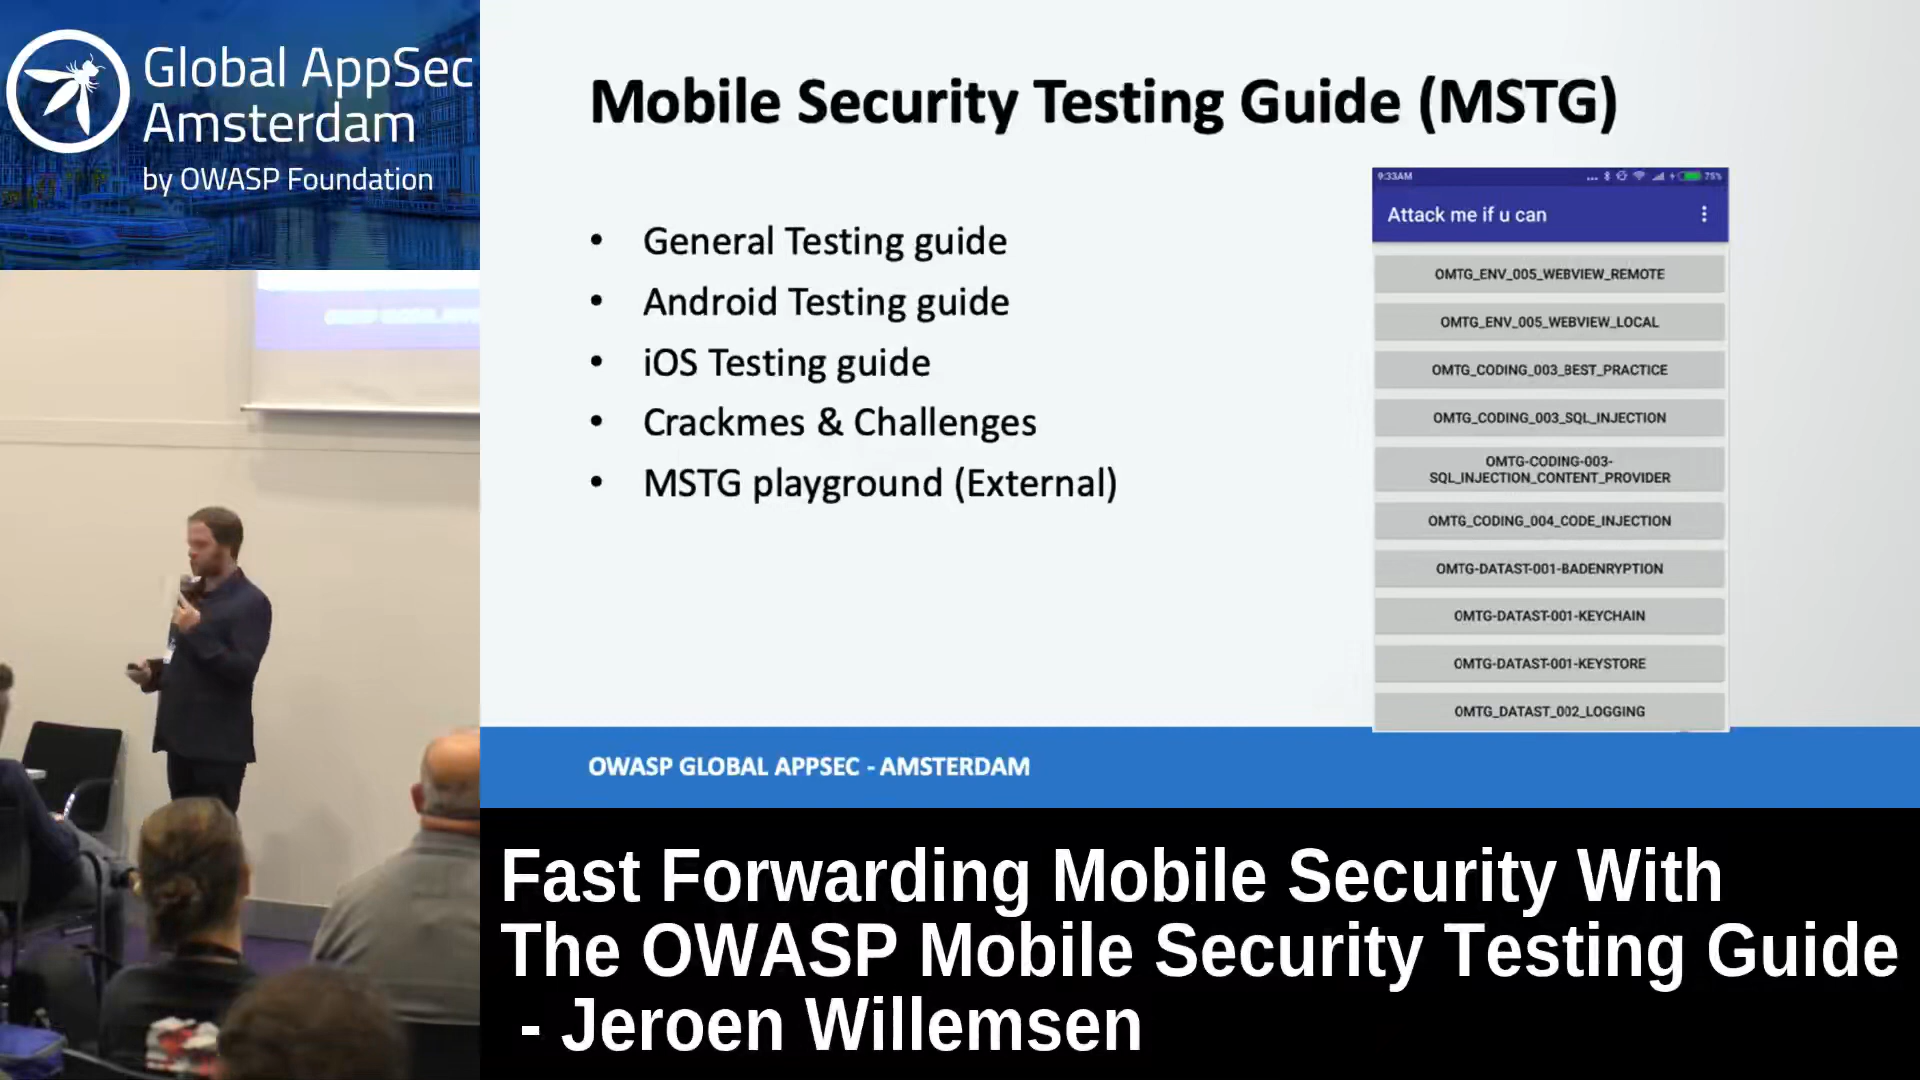 Global AppSec
Amsterdam
by OWASP Foundation
Mobile Security Testing Guide (MSTG)
• General Testing guide
• Android Testing guide
• iOS Testing guide
• Crackmes & Challenges
• MSTG playground (External)
9:33AM
75%
Attack me if u can
OMTG_ENV_005_WEBVIEW_REMOTE
OMTG_ENV_005_WEBVIEW_LOCAL
OMTG_CODING_003_BEST_PRACTICE
OMTG_CODING_003_SQL_INJECTION
OMTG-CODING-003-
SQL_INJECTION_CONTENT_PROVIDER
OMTG_CODING_004_CODE_INJECTION
OMTG-DATAST-001-BADENRYPTION
OMTG-DATAST-001-KEYCHAIN
OMTG-DATAST-001-KEYSTORE
OMTG_DATAST_002_LOGGING
OWASP GLOBAL APPSEC - AMSTERDAM
Fast Forwarding Mobile Security With
The OWASP Mobile Security Testing Guide
- Jeroen Willemsen